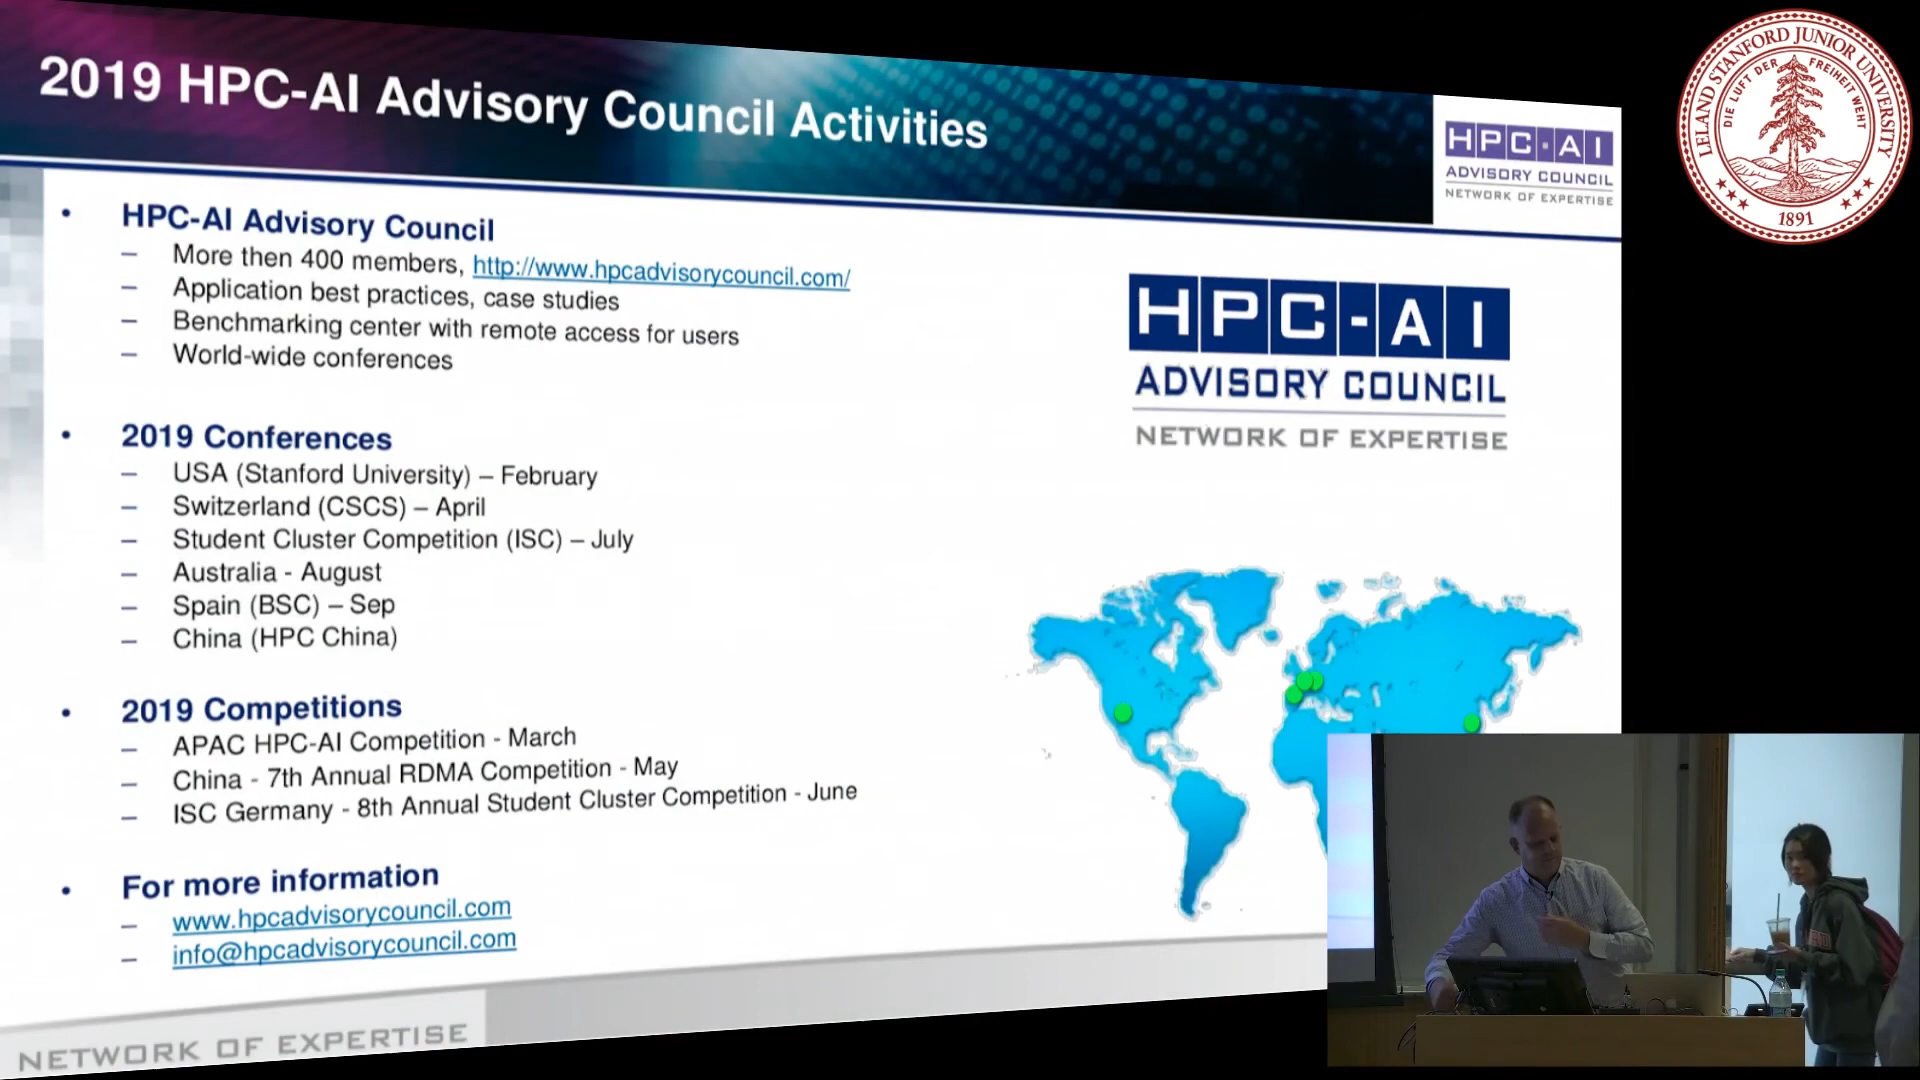 2019 HPC-AI Advisory Council Activities
HPC-AI
ADVISORY COUNCIL
NETWORK OF EXPERTISE
LELAND STANFORD JUNIOR UNIVERSITY
DIE LUFT DER FREIHEIT WEHT
1891
• HPC-AI Advisory Council
– More then 400 members, http://www.hpcadvisorycouncil.com/
– Application best practices, case studies
– Benchmarking center with remote access for users
– World-wide conferences
HPC-AI
ADVISORY COUNCIL
NETWORK OF EXPERTISE
• 2019 Conferences
– USA (Stanford University) – February
– Switzerland (CSCS) – April
– Student Cluster Competition (ISC) – July
– Australia - August
– Spain (BSC) – Sep
– China (HPC China)
• 2019 Competitions
– APAC HPC-AI Competition - March
– China - 7th Annual RDMA Competition - May
– ISC Germany - 8th Annual Student Cluster Competition - June
• For more information
– www.hpcadvisorycouncil.com
– info@hpcadvisorycouncil.com
NETWORK OF EXPERTISE